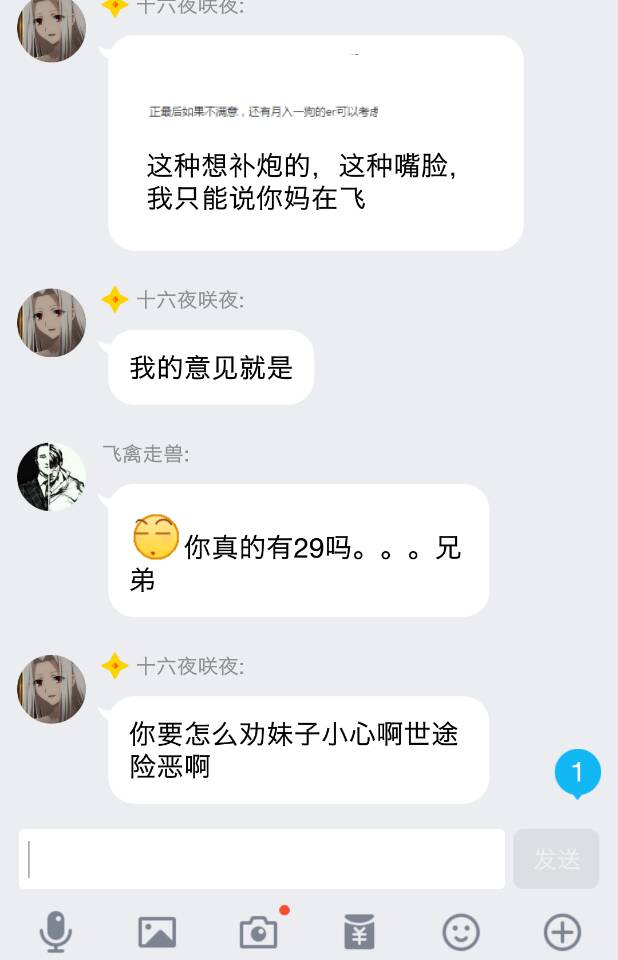 十六夜咲夜:
正最后如果不满意，还有月入一狗的er可以考虑
这种想补炮的，这种嘴脸，
我只能说你妈在飞
十六夜咲夜:
我的意见就是
飞禽走兽:
你真的有29吗。。。兄
弟
十六夜咲夜:
你要怎么劝妹子小心啊世途
险恶啊
1
发送